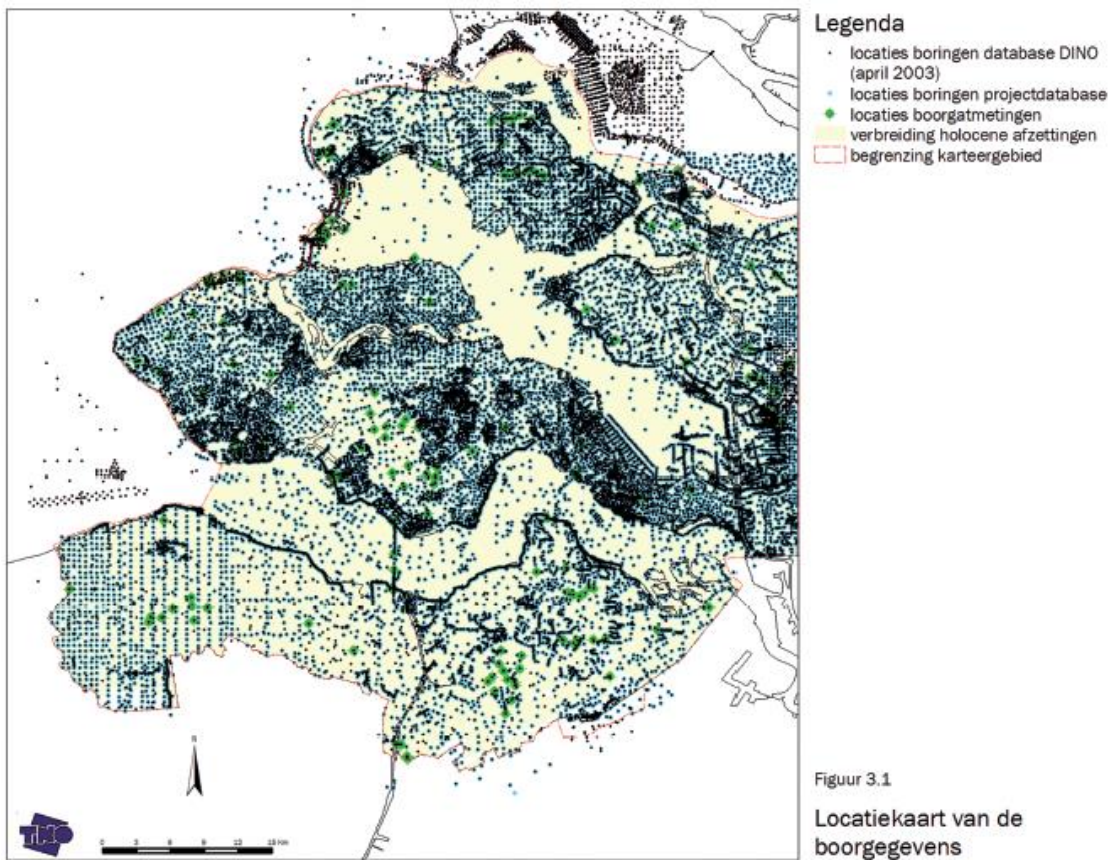 Legenda
locaties boringen database DINO
(april 2003)
locaties boringen projectdatabase
locaties boorgatmetingen
verbreiding holocene afzettingen
begrenzing karteergebied
N
TNO
0 3 6 9 12 15 Km
Figuur 3.1
Locatiekaart van de
boorgegevens